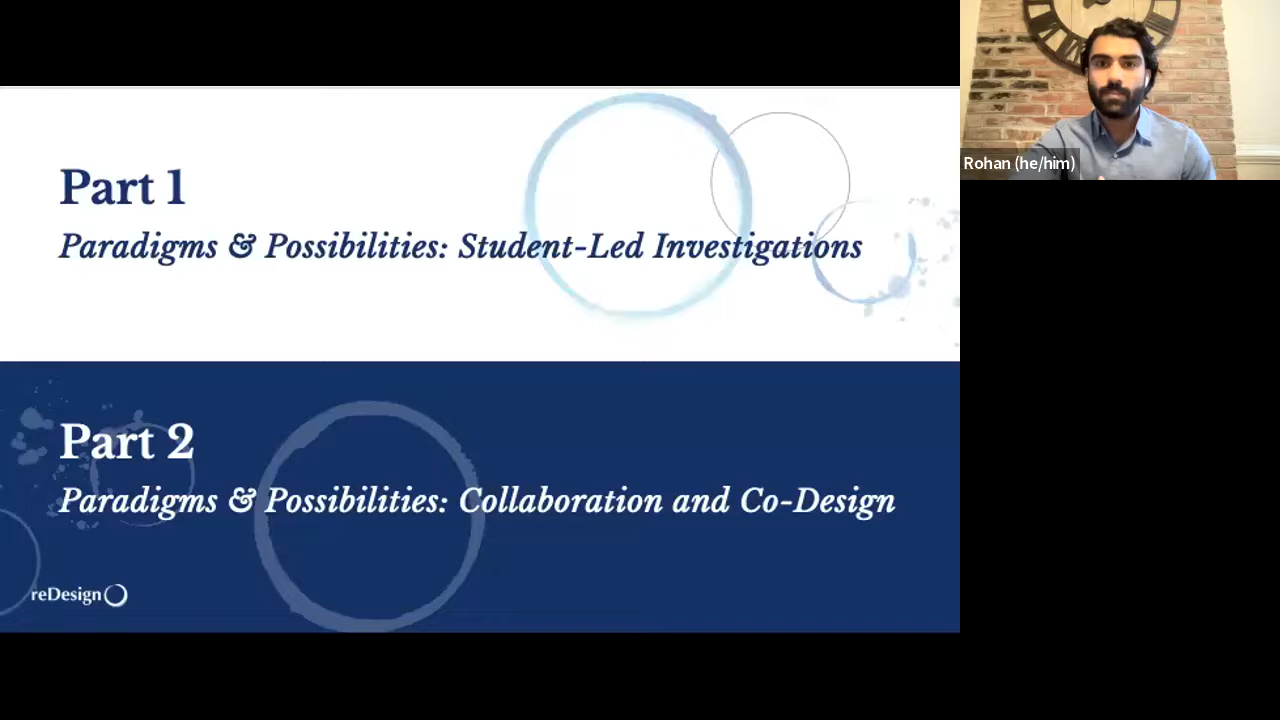 Part 1
Paradigms & Possibilities: Student-Led Investigations
Part 2
Paradigms & Possibilities: Collaboration and Co-Design
reDesign
Rohan (he/him)